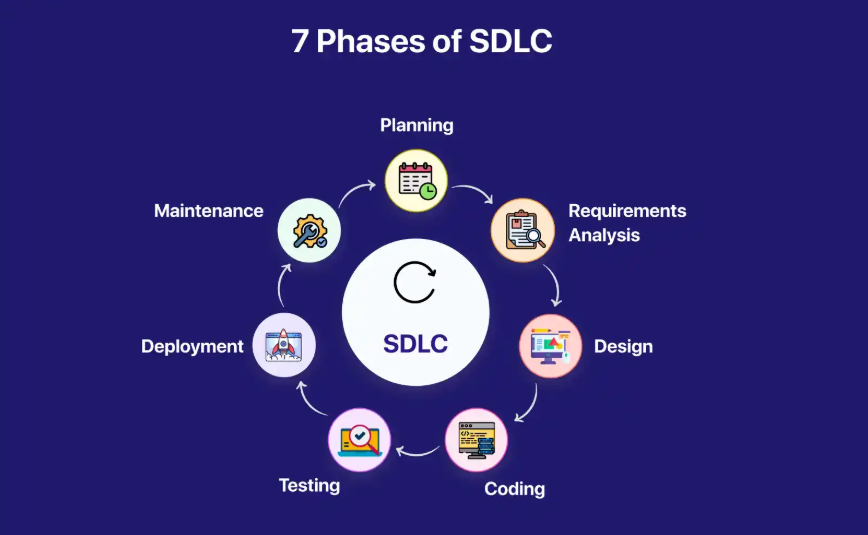 7 Phases of SDLC
Planning
Requirements
Analysis
Design
Coding
Testing
Deployment
Maintenance
SDLC